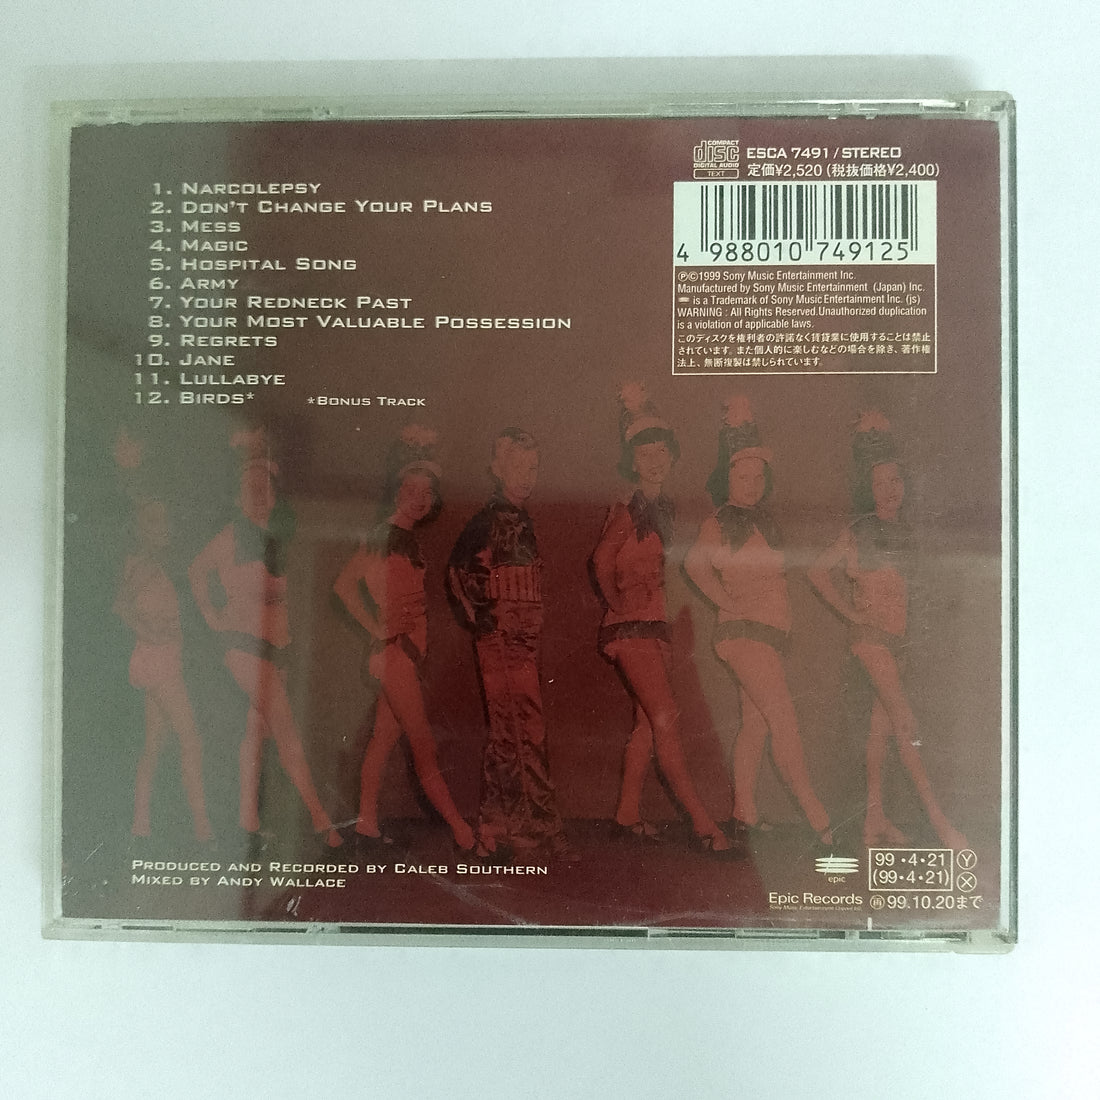 1. Narcolepsy
2. Don't Change Your Plans
3. Mess
4. Magic
5. Hospital Song
6. Army
7. Your Redneck Past
8. Your Most Valuable Possession
9. Regrets
10. Jane
11. Lullabye
12. Birds* *Bonus Track
COMPACT
disc
DIGITAL AUDIO
TEXT
ESCA 7491 / STEREO
定価¥2,520 (税抜価格¥2,400)
4 988010 749125
Ⓟ©1999 Sony Music Entertainment Inc.
Manufactured by Sony Music Entertainment (Japan) Inc.
is a Trademark of Sony Music Entertainment Inc. (js)
WARNING : All Rights Reserved.Unauthorized duplication
is a violation of applicable laws.
このディスクを権利者の許諾なく賃貸業に使用することは禁止
されています。また個人的に楽しむなどの場合を除き、著作権
法上、無断複製は禁じられています。
Produced and Recorded by Caleb Southern
Mixed by Andy Wallace
epic
Epic Records
99・4・21 Ⓨ
(99・4・21) Ⓧ
㊢99.10.20まで